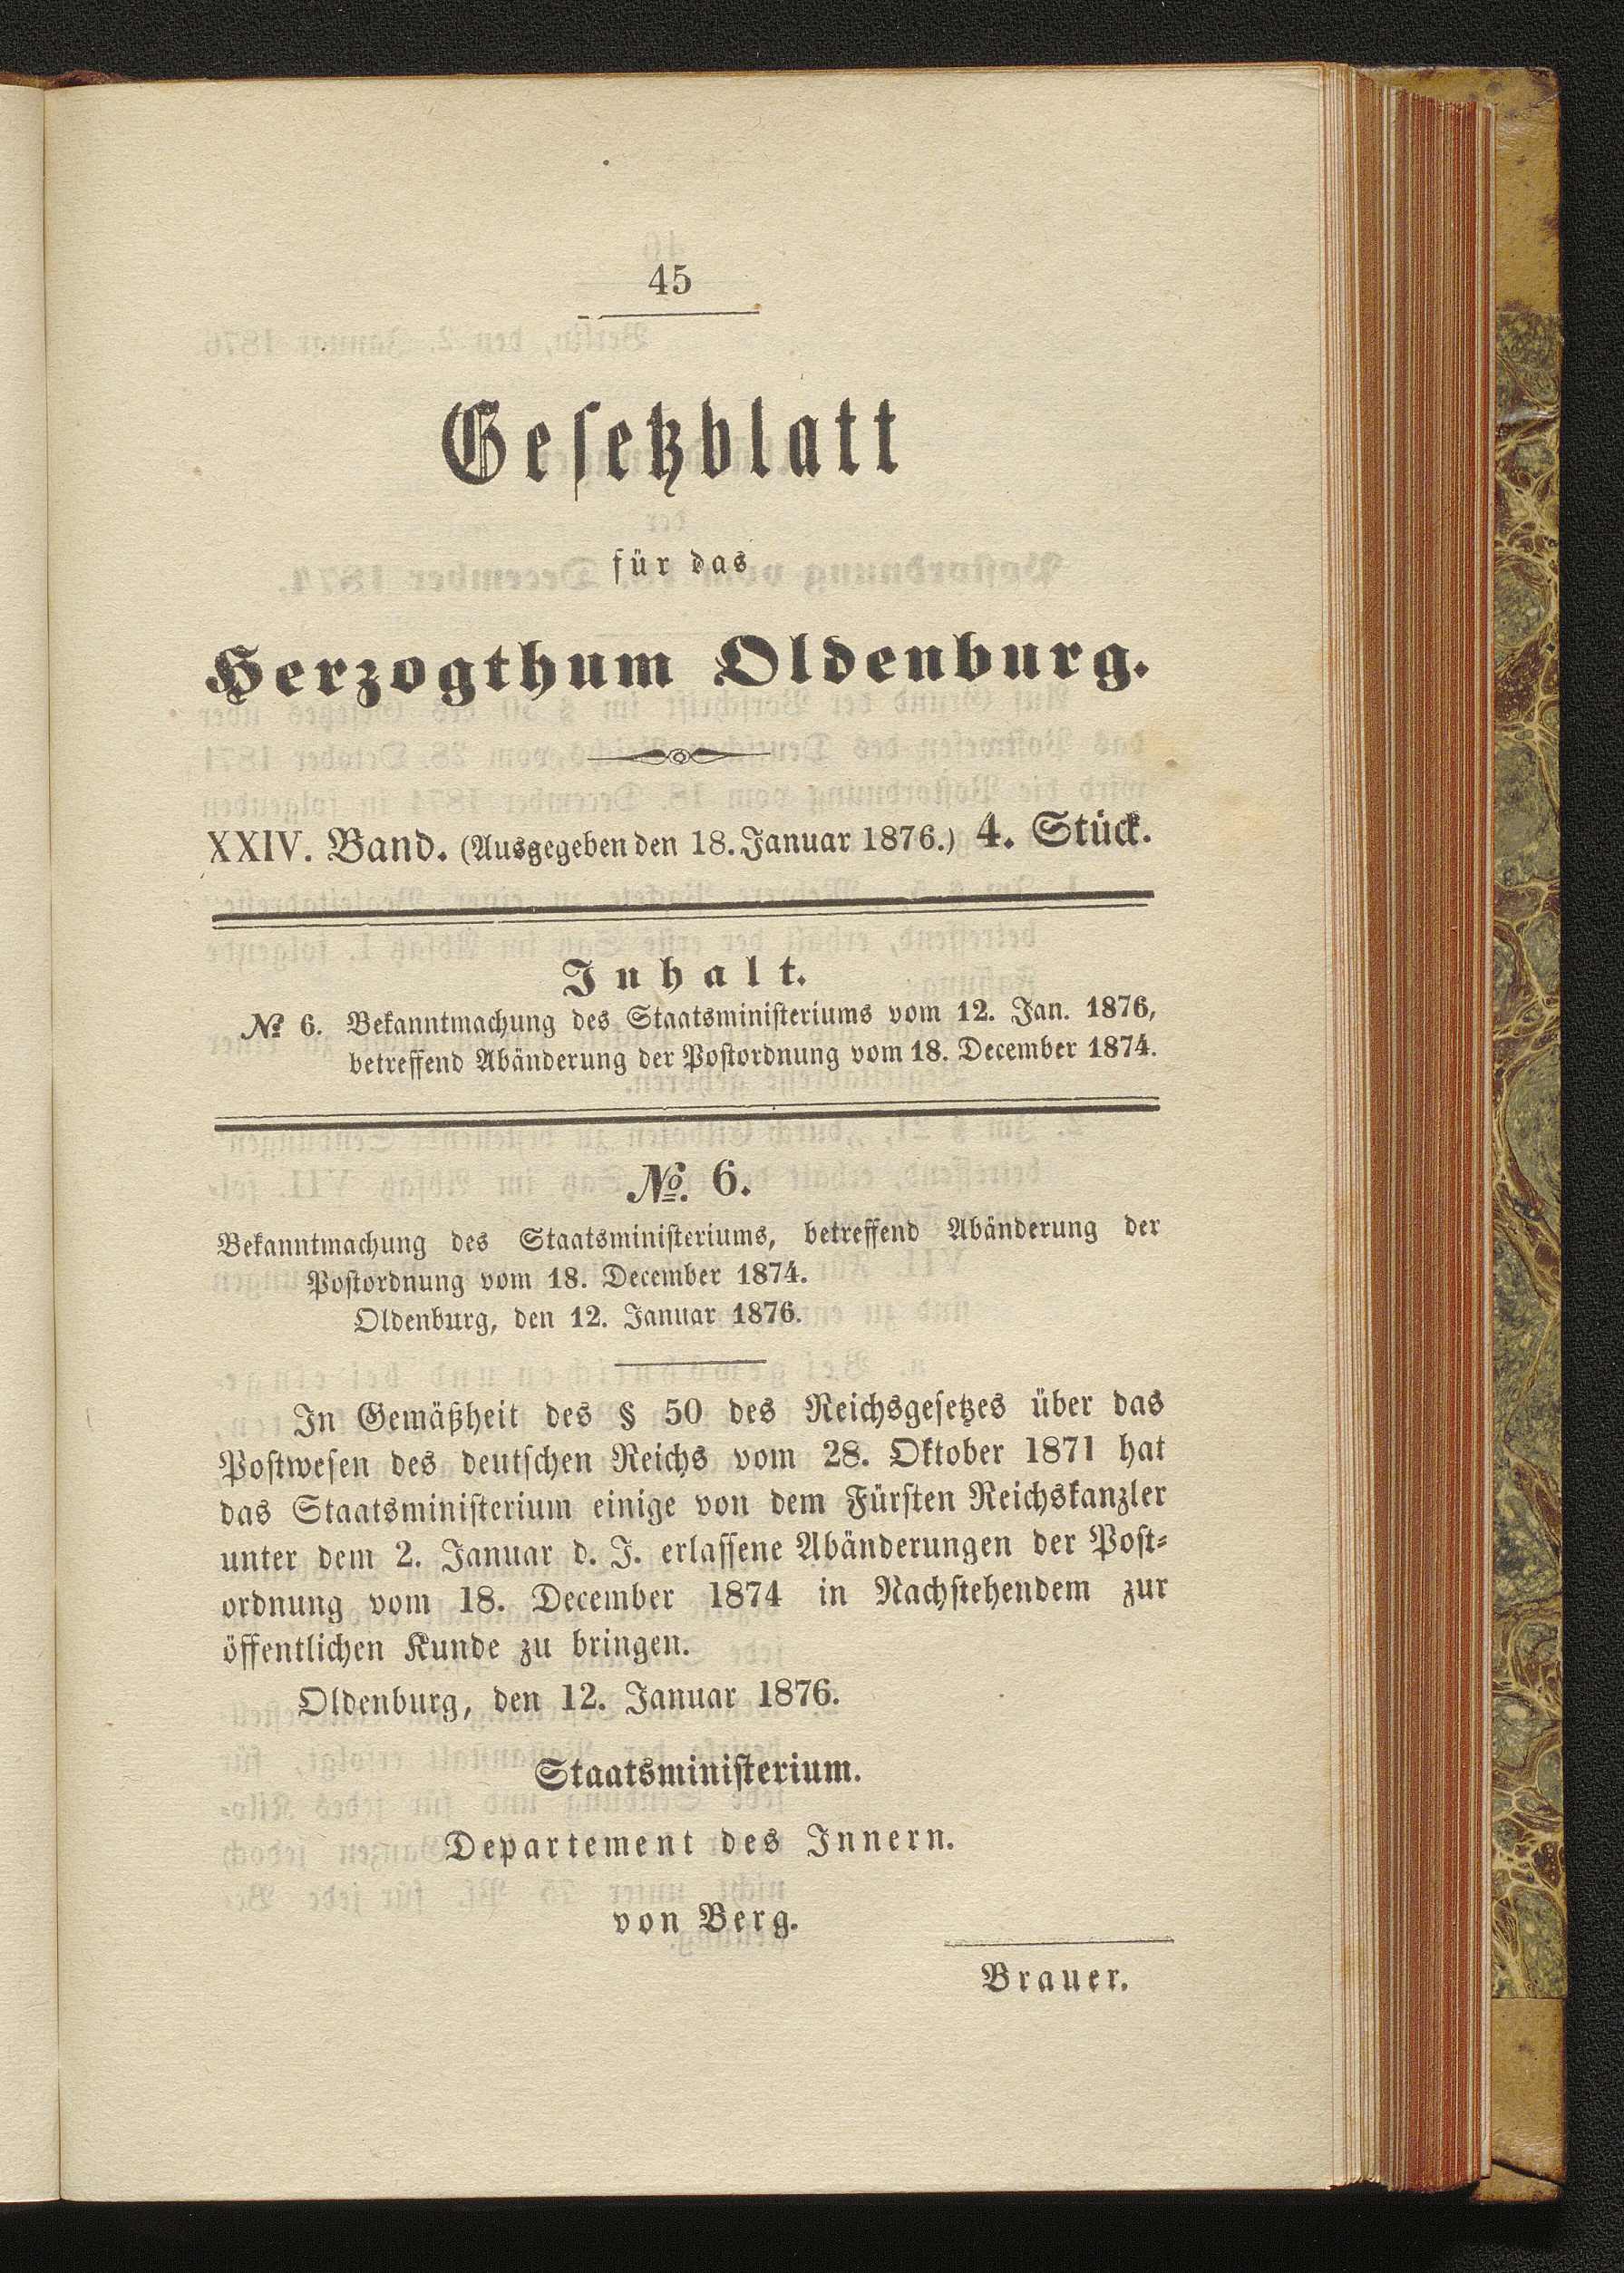 45
Gesetzblatt
für das
Herzogthum Oldenburg.
XXIV. Band. (Ausgegeben den 18. Januar 1876.) 4. Stück.
Inhalt.
№ 6. Bekanntmachung des Staatsministeriums vom 12. Jan. 1876,
betreffend Abänderung der Postordnung vom 18. December 1874.
№. 6.
Bekanntmachung des Staatsministeriums, betreffend Abänderung der
Postordnung vom 18. December 1874.
Oldenburg, den 12. Januar 1876.
In Gemäßheit des § 50 des Reichsgesetzes über das
Postwesen des deutschen Reichs vom 28. Oktober 1871 hat
das Staatsministerium einige von dem Fürsten Reichskanzler
unter dem 2. Januar d. J. erlassene Abänderungen der Post-
ordnung vom 18. December 1874 in Nachstehendem zur
öffentlichen Kunde zu bringen.
Oldenburg, den 12. Januar 1876.
Staatsministerium.
Departement des Innern.
von Berg.
Brauer.